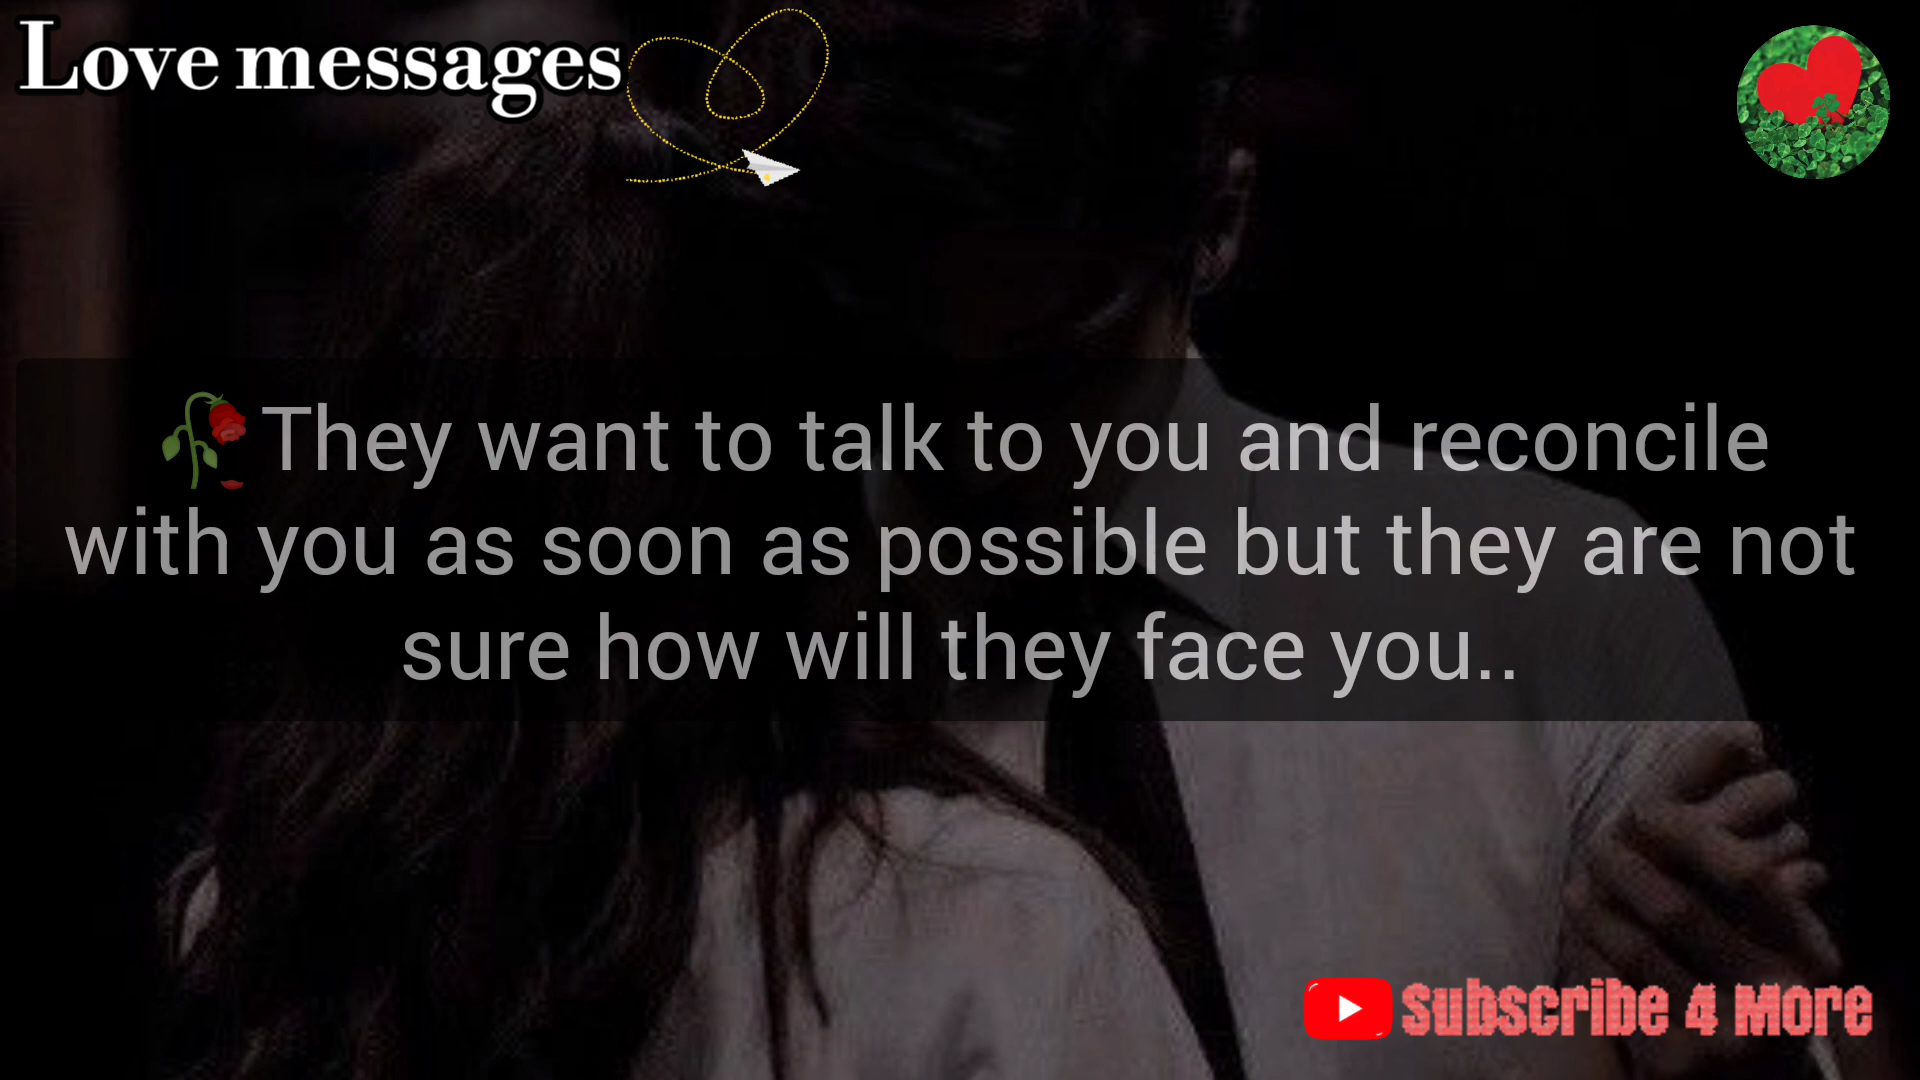 Love messages
🥀They want to talk to you and reconcile
with you as soon as possible but they are not
sure how will they face you..
Subscribe 4 More